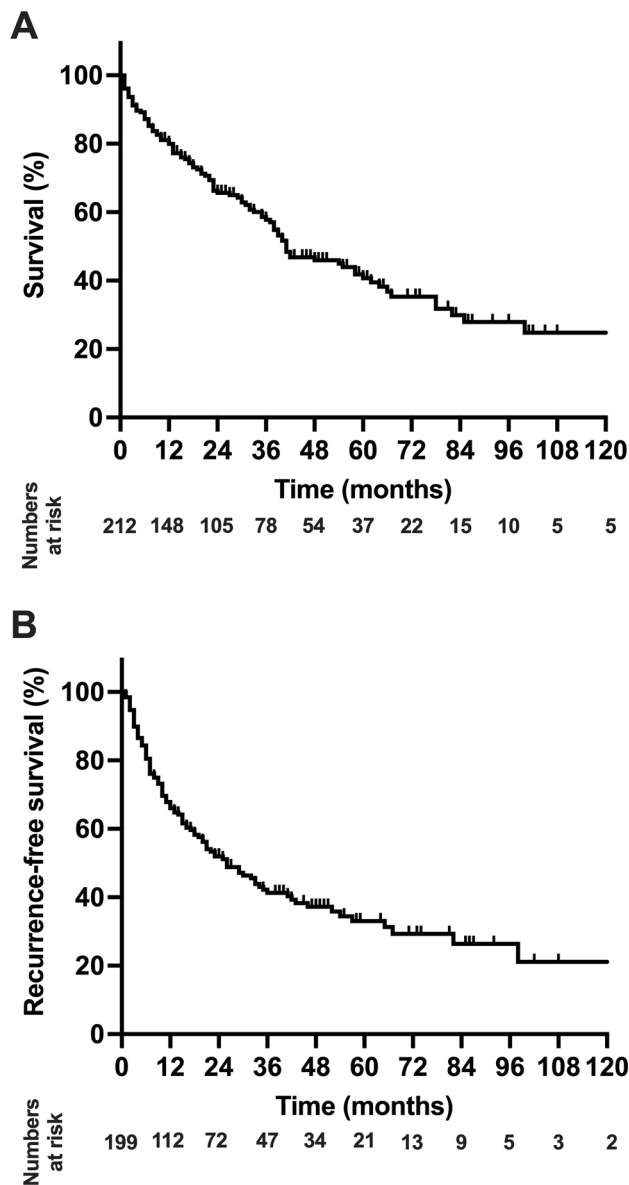 A
Survival (%)
100
80
60
40
20
0
0 12 24 36 48 60 72 84 96 108 120
Time (months)
Numbers
at risk
212 148 105 78 54 37 22 15 10 5 5
B
Recurrence-free survival (%)
100
80
60
40
20
0
0 12 24 36 48 60 72 84 96 108 120
Time (months)
Numbers
at risk
199 112 72 47 34 21 13 9 5 3 2